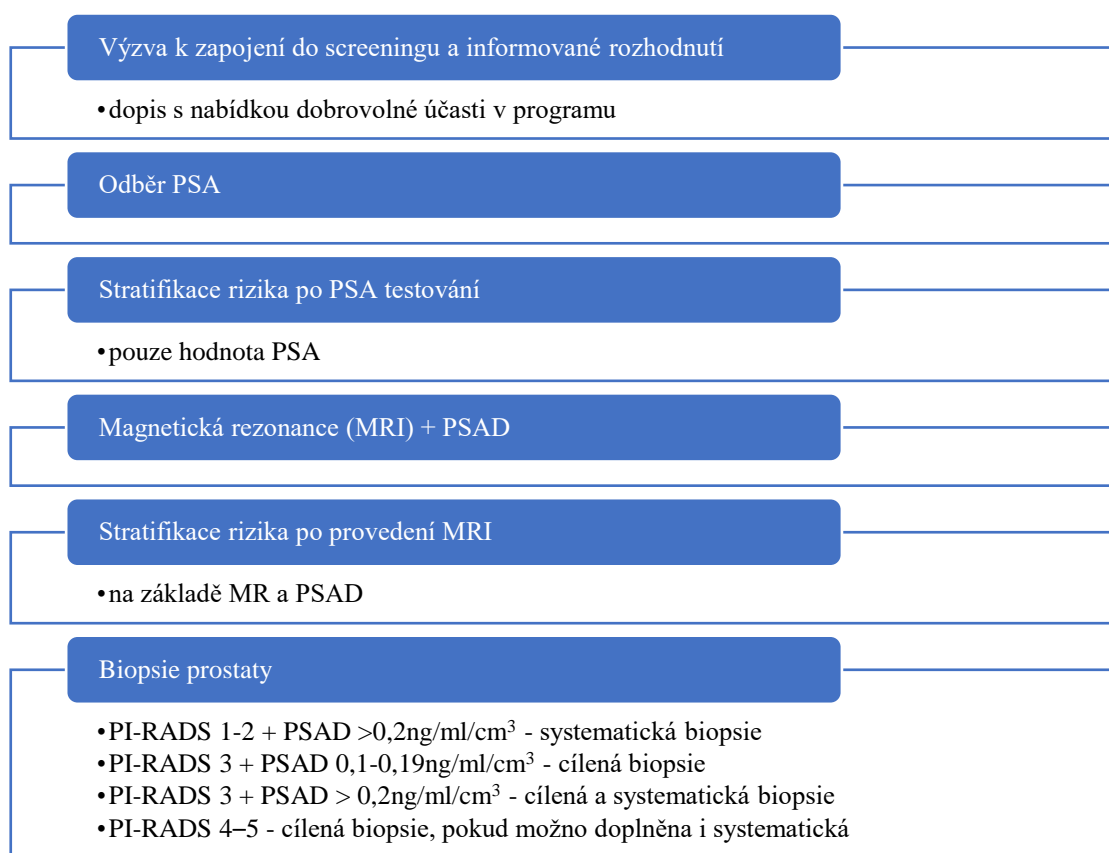 Výzva k zapojení do screeningu a informované rozhodnutí
•dopis s nabídkou dobrovolné účasti v programu
Odběr PSA
Stratifikace rizika po PSA testování
•pouze hodnota PSA
Magnetická rezonance (MRI) + PSAD
Stratifikace rizika po provedení MRI
•na základě MR a PSAD
Biopsie prostaty
•PI-RADS 1-2 + PSAD >0,2ng/ml/cm³ - systematická biopsie
•PI-RADS 3 + PSAD 0,1-0,19ng/ml/cm³ - cílená biopsie
•PI-RADS 3 + PSAD > 0,2ng/ml/cm³ - cílená a systematická biopsie
•PI-RADS 4–5 - cílená biopsie, pokud možno doplněna i systematická